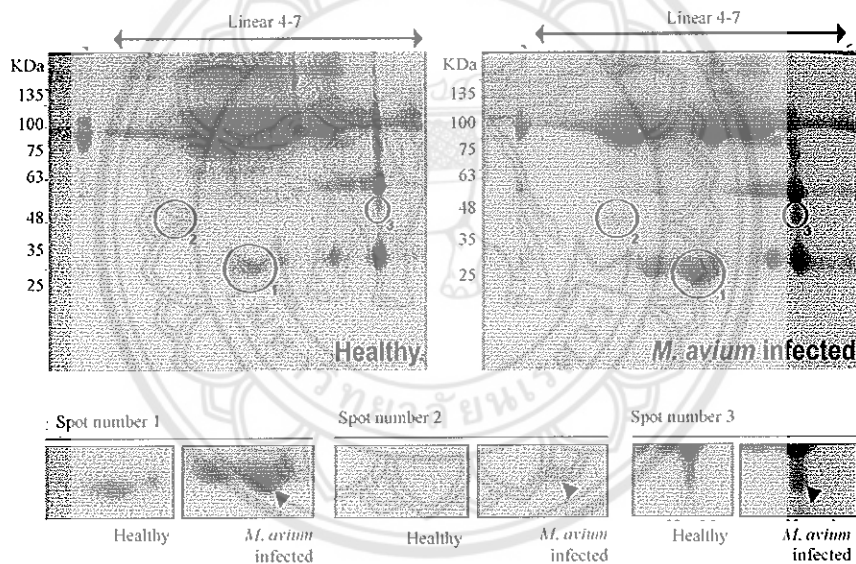 Linear 4-7
KDa
135
100
75
63
48
35
25
2
3
1
Healthy
Linear 4-7
KDa
135
100
75
63
48
35
25
2
3
1
M. avium infected
Spot number 1
Healthy
M. avium
infected
Spot number 2
Healthy
M. avium
infected
Spot number 3
Healthy
M. avium
infected